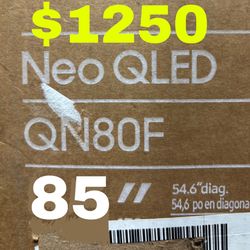 $1250
Neo QLED
QN80F
85”
54.6”diag.
54,6 po en diagona